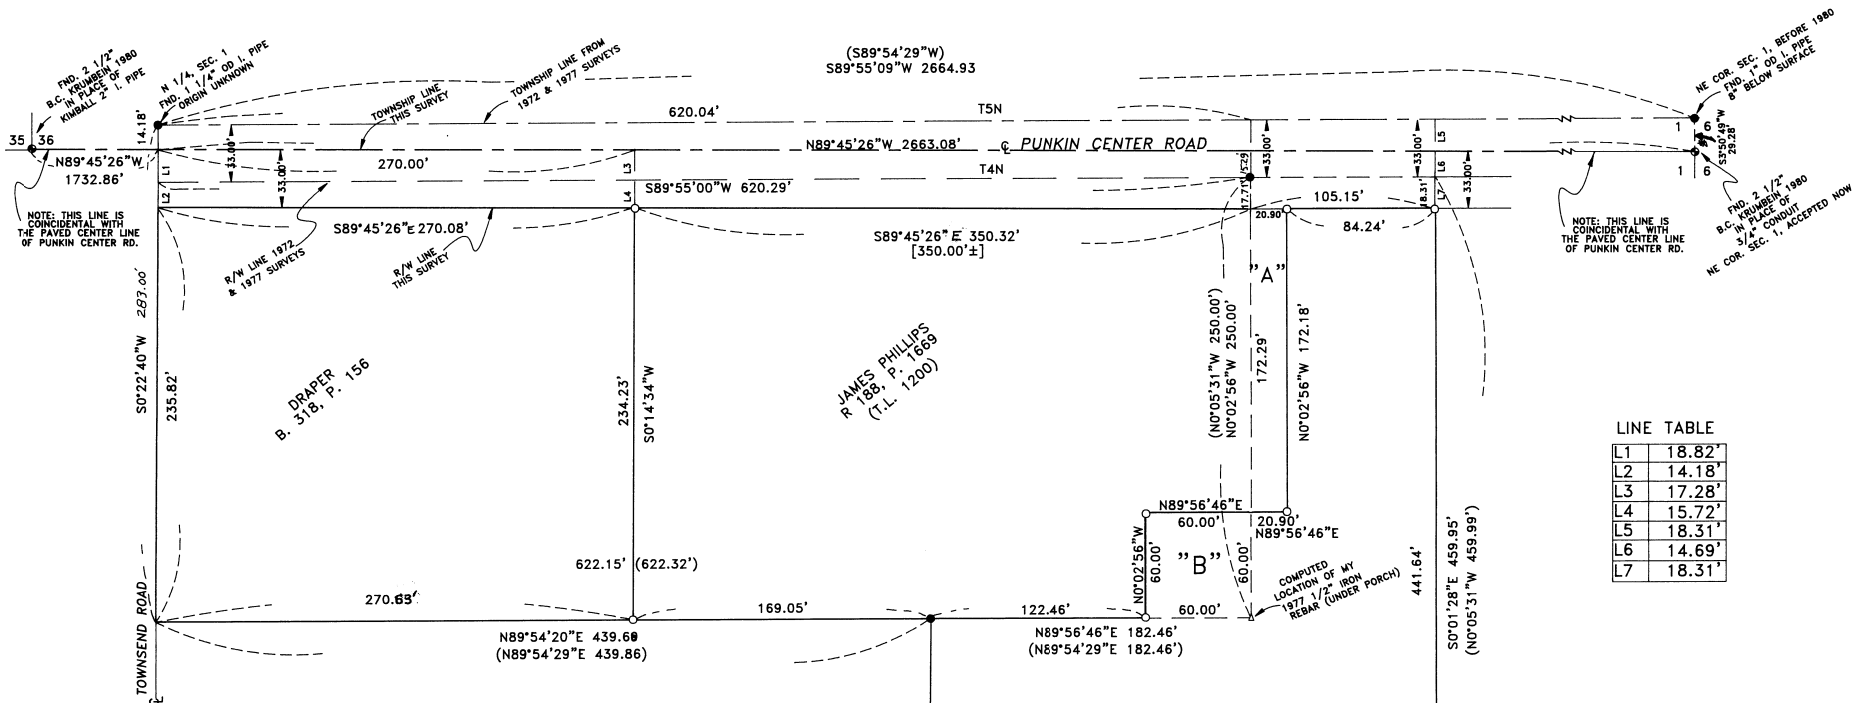 FND. 2 1/2"
B.C. KRUMBEIN 1980
IN PLACE OF
KIMBALL 2" I. PIPE
35 36
14.18'
N 1/4, SEC. 1
FND. 1 1/4" OD I. PIPE
ORIGIN UNKNOWN
TOWNSHIP LINE
THIS SURVEY
TOWNSHIP LINE FROM
1972 & 1977 SURVEYS
(S89°54'29"W)
S89°55'09"W 2664.93
620.04'
T5N
NE COR. SEC. 1, BEFORE 1980
FND. 1" OD I. PIPE
8" BELOW SURFACE
1 6
S3°50'49"W
29.28'
N89°45'26"W
1732.86'
33.00'
33.00'
270.00'
N89°45'26"W 2663.08'
℄ PUNKIN CENTER ROAD
T4N
L1
L2
L3
L4
S89°55'00"W 620.29'
33.00'
17.71'
20.90'
33.00'
18.31'
L5
L6
L7
33.00'
105.15'
84.24'
1 6
FND. 2 1/2"
B.C. KRUMBEIN 1980
IN PLACE OF
3/4" CONDUIT
NE COR. SEC. 1, ACCEPTED NOW
NOTE: THIS LINE IS
COINCIDENTAL WITH
THE PAVED CENTER LINE
OF PUNKIN CENTER RD.
NOTE: THIS LINE IS
COINCIDENTAL WITH
THE PAVED CENTER LINE
OF PUNKIN CENTER RD.
S89°45'26"E 270.08'
R/W LINE 1972
& 1977 SURVEYS
R/W LINE
THIS SURVEY
S89°45'26"E 350.32'
[350.00'±]
"A"
S0°22'40"W 283.00'
235.82'
DRAPER
B. 318, P. 156
234.23'
S0°14'34"W
JAMES PHILLIPS
R 188, P. 1669
(T.L. 1200)
(N0°05'31"W 250.00')
N0°02'56"W 250.00'
172.29'
N0°02'56"W 172.18'
LINE TABLE
L1 18.82'
L2 14.18'
L3 17.28'
L4 15.72'
L5 18.31'
L6 14.69'
L7 18.31'
N89°56'46"E
60.00'
20.90'
N89°56'46"E
N0°02'56"W
60.00'
"B"
60.00'
COMPUTED
LOCATION OF MY
1977 1/2" IRON
REBAR (UNDER PORCH)
441.64'
S0°01'28"E 459.95'
(N0°05'31"W 459.99')
622.15' (622.32')
TOWNSEND ROAD
℄
169.05'
122.46'
60.00'
N89°54'20"E
(N89°54'29"E 439.86)
N89°56'46"E 182.46'
(N89°54'29"E 182.46')